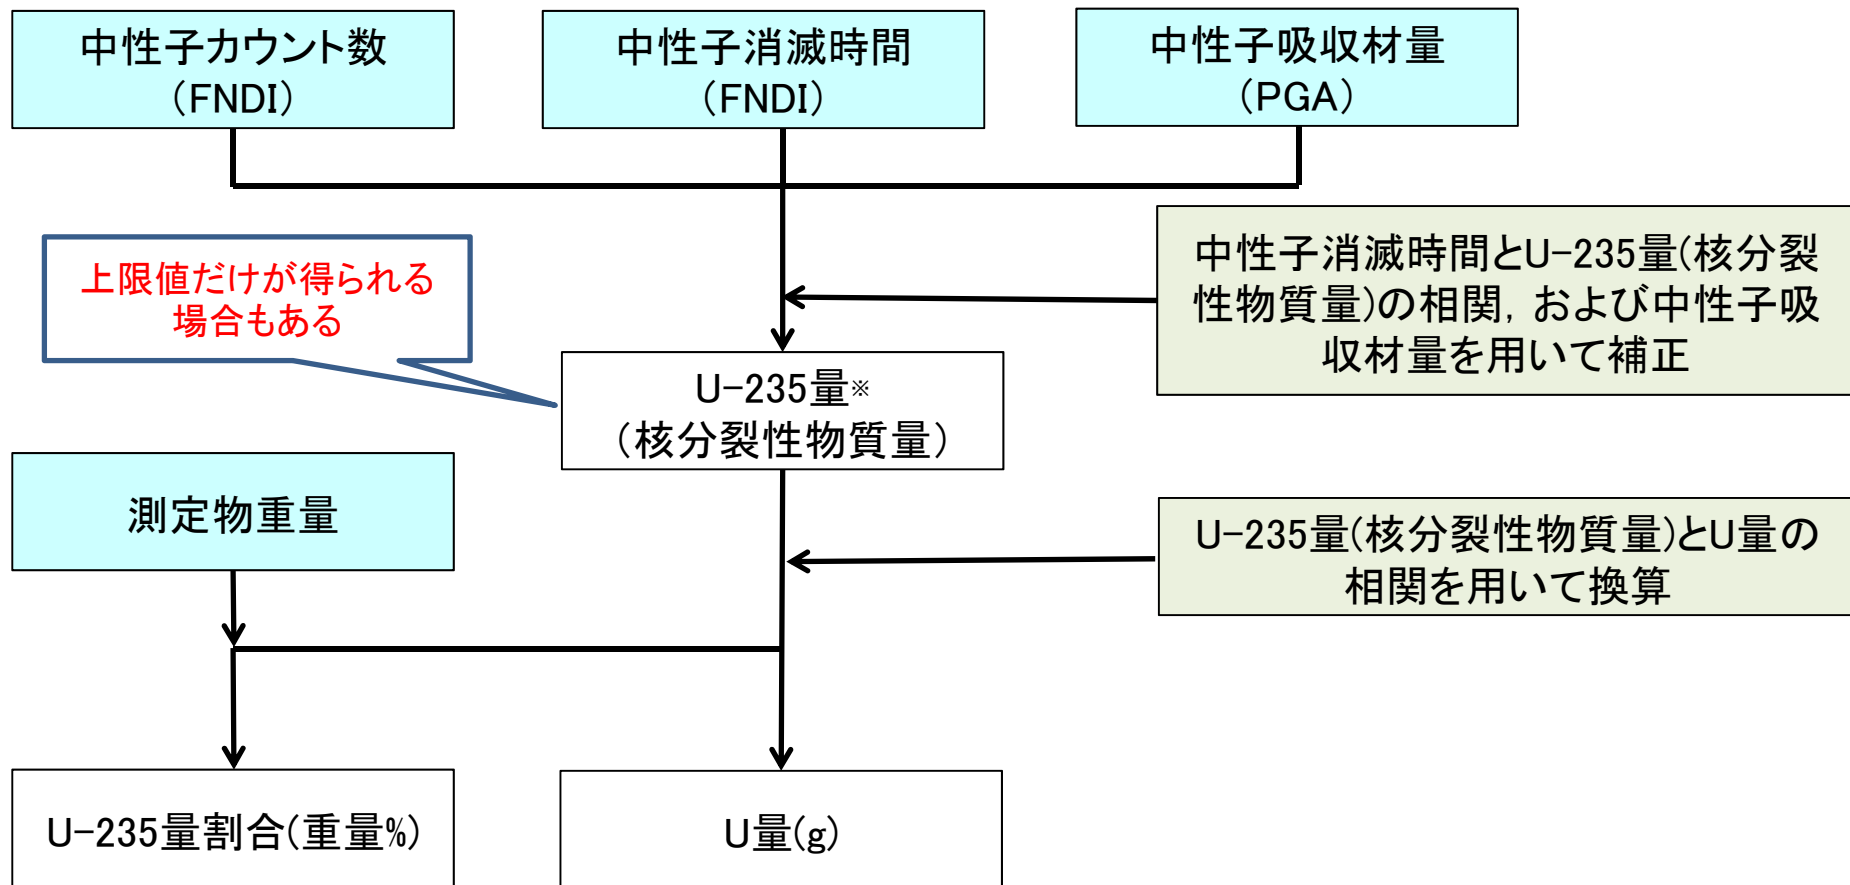 中性子カウント数
（FNDI）
中性子消滅時間
（FNDI）
中性子吸収材量
（PGA）
上限値だけが得られる
場合もある
中性子消滅時間とU-235量(核分裂
性物質量)の相関，および中性子吸
収材量を用いて補正
U-235量※
（核分裂性物質量）
測定物重量
U-235量(核分裂性物質量)とU量の
相関を用いて換算
U-235量割合(重量%)
U量(g)